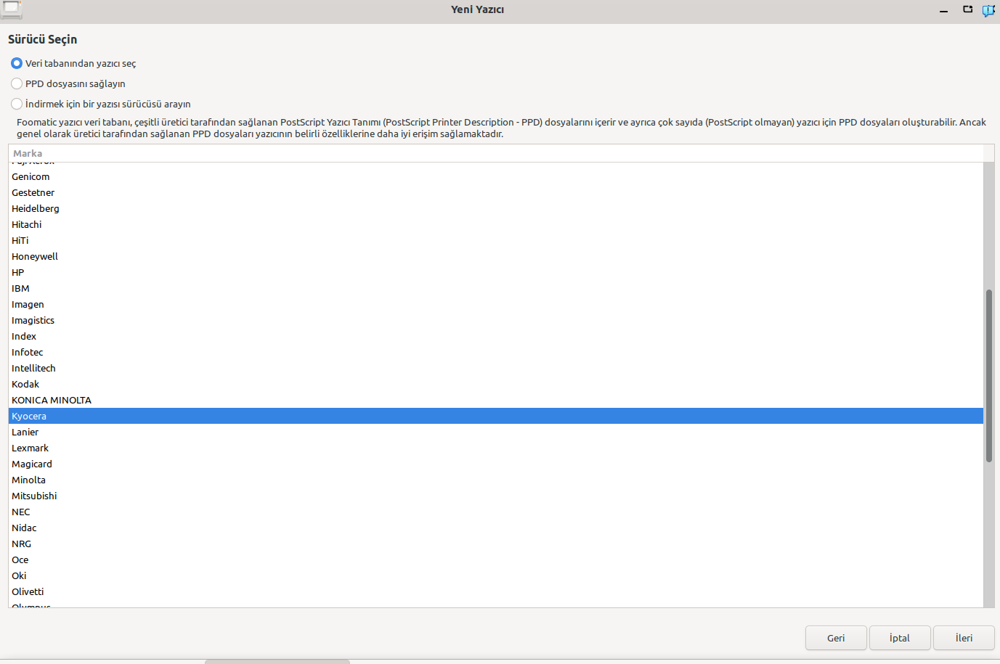 Yeni Yazıcı
Sürücü Seçin
Veri tabanından yazıcı seç
PPD dosyasını sağlayın
İndirmek için bir yazısı sürücüsü arayın
Foomatic yazıcı veri tabanı, çeşitli üretici tarafından sağlanan PostScript Yazıcı Tanımı (PostScript Printer Description - PPD) dosyalarını içerir ve ayrıca çok sayıda (PostScript olmayan) yazıcı için PPD dosyaları oluşturabilir. Ancak
genel olarak üretici tarafından sağlanan PPD dosyaları yazıcının belirli özelliklerine daha iyi erişim sağlamaktadır.
Marka
Genicom
Gestetner
Heidelberg
Hitachi
HiTi
Honeywell
HP
IBM
Imagen
Imagistics
Index
Infotec
Intellitech
Kodak
KONICA MINOLTA
Kyocera
Lanier
Lexmark
Magicard
Minolta
Mitsubishi
NEC
Nidac
NRG
Oce
Oki
Olivetti
Olympus
Geri
İptal
İleri